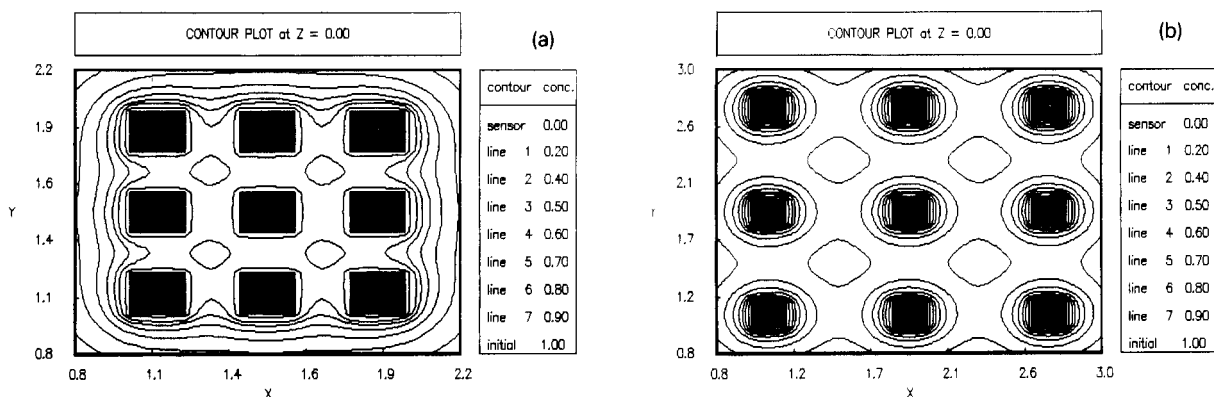 CONTOUR PLOT at Z = 0.00
(a)
2.2
1.9
1.6
1.4
1.1
0.8
Y
0.8 1.1 1.4 1.6 1.9 2.2
X
contour conc.
sensor 0.00
line 1 0.20
line 2 0.40
line 3 0.50
line 4 0.60
line 5 0.70
line 6 0.80
line 7 0.90
initial 1.00
CONTOUR PLOT at Z = 0.00
(b)
3.0
2.6
2.1
1.7
1.2
0.8
0.8 1.2 1.7 2.1 2.6 3.0
X
contour conc.
sensor 0.00
line 1 0.20
line 2 0.40
line 3 0.50
line 4 0.60
line 5 0.70
line 6 0.80
line 7 0.90
initial 1.00